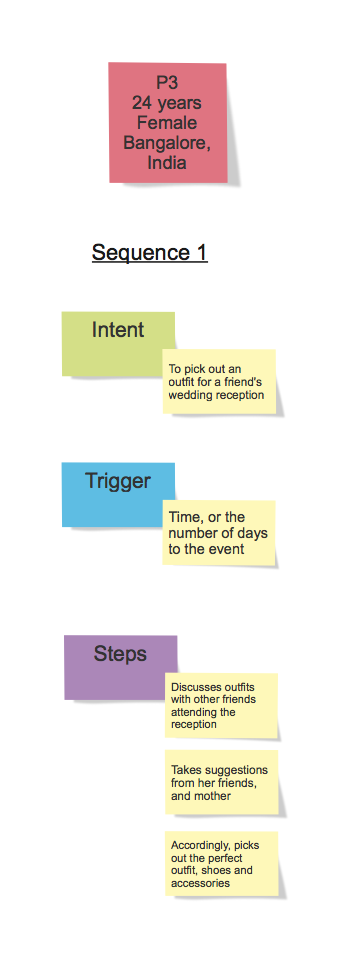 P3
24 years
Female
Bangalore,
India
Sequence 1
Intent
To pick out an
outfit for a friend's
wedding reception
Trigger
Time, or the
number of days
to the event
Steps
Discusses outfits
with other friends
attending the
reception
Takes suggestions
from her friends,
and mother
Accordingly, picks
out the perfect
outfit, shoes and
accessories